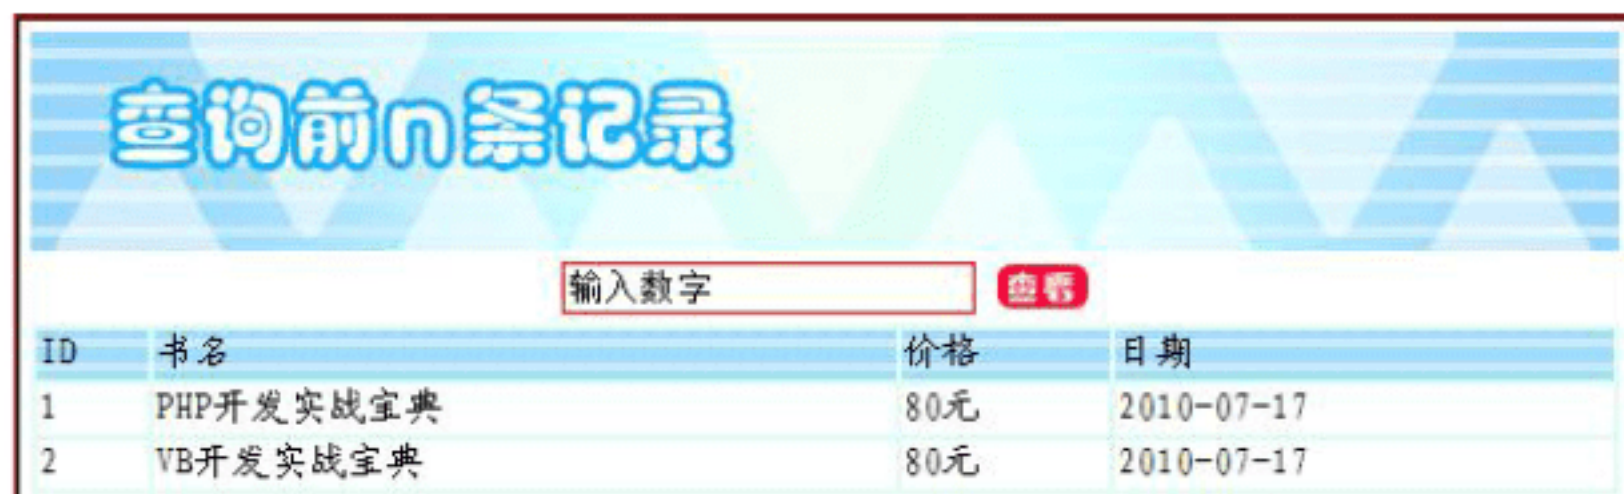 查询前n条记录
输入数字 查看
ID 书名 价格 日期
1 PHP开发实战宝典 80元 2010-07-17
2 VB开发实战宝典 80元 2010-07-17